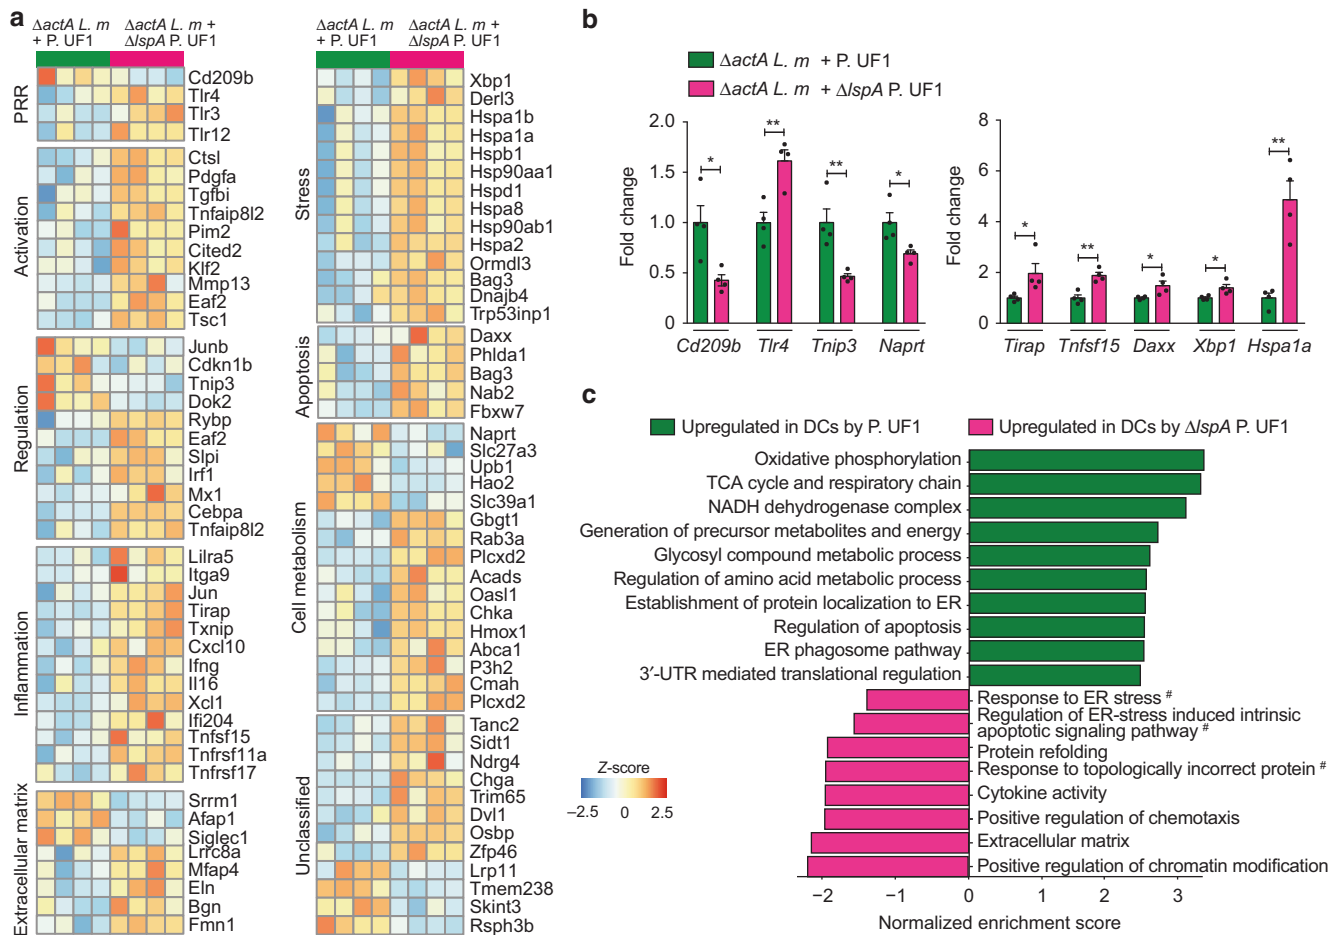 a
ΔactA L. m
+ P. UF1
ΔactA L. m +
ΔlspA P. UF1
PRR
Cd209b
Tlr4
Tlr3
Tlr12
Activation
Ctsl
Pdgfa
Tgfbi
Tnfaip8l2
Pim2
Cited2
Klf2
Mmp13
Eaf2
Tsc1
Regulation
Junb
Cdkn1b
Tnip3
Dok2
Rybp
Eaf2
Slpi
Irf1
Mx1
Cebpa
Tnfaip8l2
Inflammation
Lilra5
Itga9
Jun
Tirap
Txnip
Cxcl10
Ifng
Il16
Xcl1
Ifi204
Tnfsf15
Tnfrsf11a
Tnfrsf17
Extracellular matrix
Srrm1
Afap1
Siglec1
Lrrc8a
Mfap4
Eln
Bgn
Fmn1
ΔactA L. m
+ P. UF1
ΔactA L. m +
ΔlspA P. UF1
Stress
Xbp1
Derl3
Hspa1b
Hspa1a
Hspb1
Hsp90aa1
Hspd1
Hspa8
Hsp90ab1
Hspa2
Ormdl3
Bag3
Dnajb4
Trp53inp1
Apoptosis
Daxx
Phlda1
Bag3
Nab2
Fbxw7
Cell metabolism
Naprt
Slc27a3
Upb1
Hao2
Slc39a1
Gbgt1
Rab3a
Plcxd2
Acads
Oasl1
Chka
Hmox1
Abca1
P3h2
Cmah
Plcxd2
Unclassified
Tanc2
Sidt1
Ndrg4
Chga
Trim65
Dvl1
Osbp
Zfp46
Lrp11
Tmem238
Skint3
Rsph3b
Z-score
−2.5 0 2.5
b
ΔactA L. m + P. UF1
ΔactA L. m + ΔlspA P. UF1
Fold change
2.0
1.5
1.0
0.5
0
* ** ** *
Cd209b Tlr4 Tnip3 Naprt
Fold change
8
6
4
2
0
* ** * * **
Tirap Tnfsf15 Daxx Xbp1 Hspa1a
c
Upregulated in DCs by P. UF1
Upregulated in DCs by ΔlspA P. UF1
Oxidative phosphorylation
TCA cycle and respiratory chain
NADH dehydrogenase complex
Generation of precursor metabolites and energy
Glycosyl compound metabolic process
Regulation of amino acid metabolic process
Establishment of protein localization to ER
Regulation of apoptosis
ER phagosome pathway
3′-UTR mediated translational regulation
Response to ER stress #
Regulation of ER-stress induced intrinsic
apoptotic signaling pathway #
Protein refolding
Response to topologically incorrect protein #
Cytokine activity
Positive regulation of chemotaxis
Extracellular matrix
Positive regulation of chromatin modification
−2 −1 0 1 2 3
Normalized enrichment score